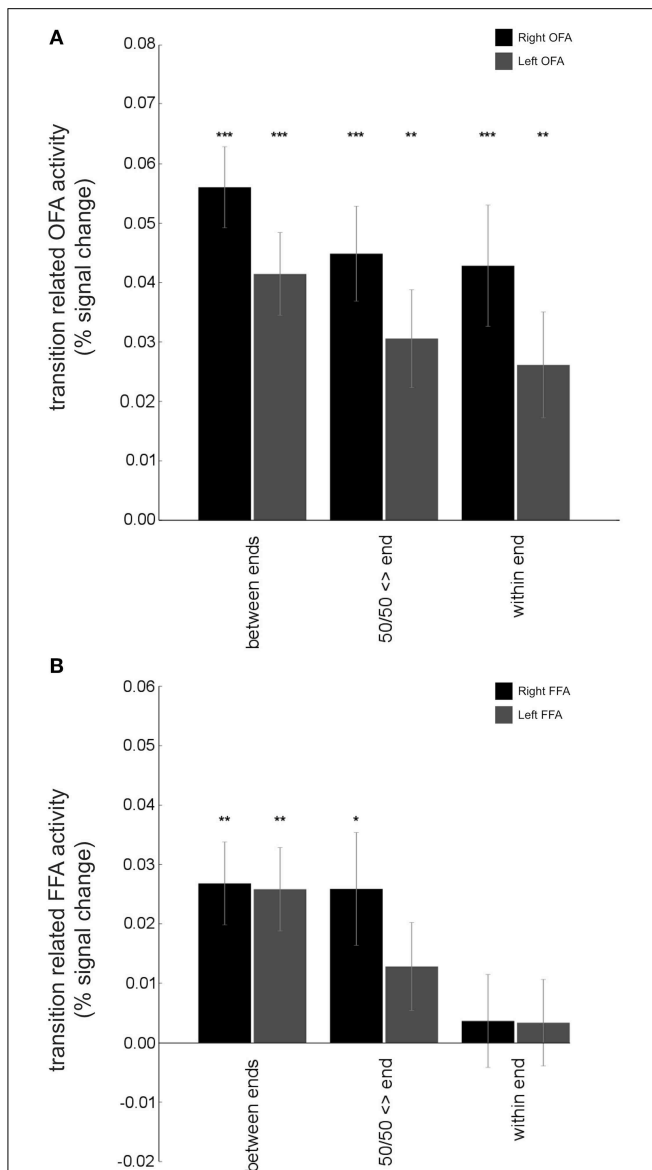 A
Right OFA
Left OFA
transition related OFA activity
(% signal change)
0.08
0.07
0.06
0.05
0.04
0.03
0.02
0.01
0.00
*** *** *** ** *** **
between ends
50/50 <> end
within end
B
Right FFA
Left FFA
transition related FFA activity
(% signal change)
0.06
0.05
0.04
0.03
0.02
0.01
0.00
-0.01
-0.02
** ** *
between ends
50/50 <> end
within end